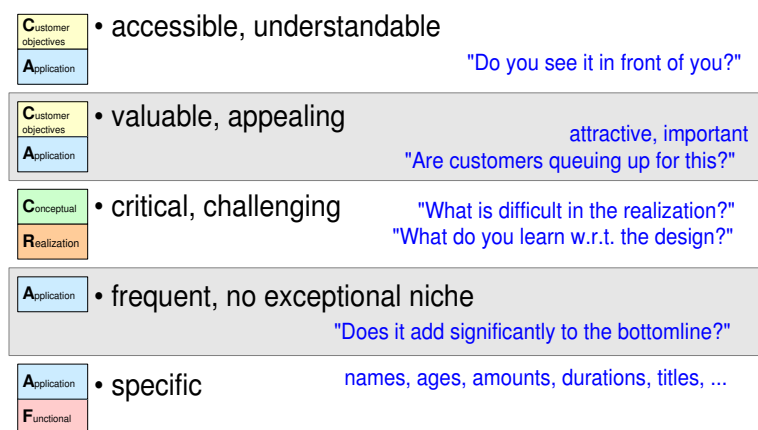 Customer
objectives
• accessible, understandable
Application
"Do you see it in front of you?"
Customer
objectives
• valuable, appealing
Application
attractive, important
"Are customers queuing up for this?"
Conceptual
• critical, challenging
"What is difficult in the realization?"
Realization
"What do you learn w.r.t. the design?"
Application
• frequent, no exceptional niche
"Does it add significantly to the bottomline?"
Application
• specific
names, ages, amounts, durations, titles, ...
Functional